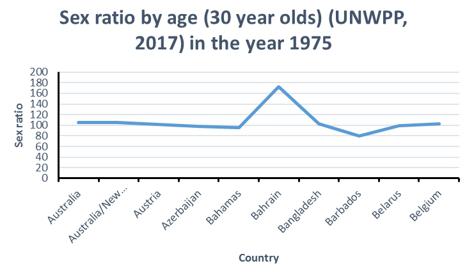 Sex ratio by age (30 year olds) (UNWPP,
2017) in the year 1975
200
180
160
140
120
100
80
60
40
20
0
Sex ratio
Australia
Australia/New...
Austria
Azerbaijan
Bahamas
Bahrain
Bangladesh
Barbados
Belarus
Belgium
Country